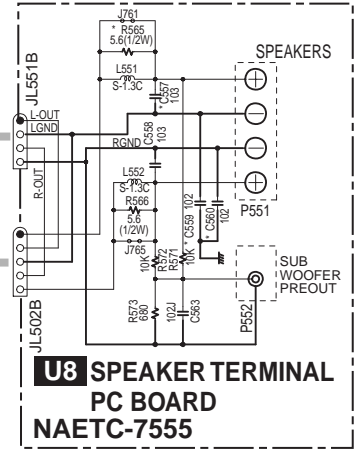 J761
* R565
5.6(1/2W)
SPEAKERS
L551
S-1.3C
JL551B
* C557
103
L-OUT
LGND
RGND
C558
103
R-OUT
L552
S-1.3C
R566
5.6
(1/2W)
J765
* C559 102
* C560
102
P551
R572
10K
R571
10K
SUB
WOOFER
PREOUT
JL502B
R573
680
102J
C563
P552
U8 SPEAKER TERMINAL
PC BOARD
NAETC-7555